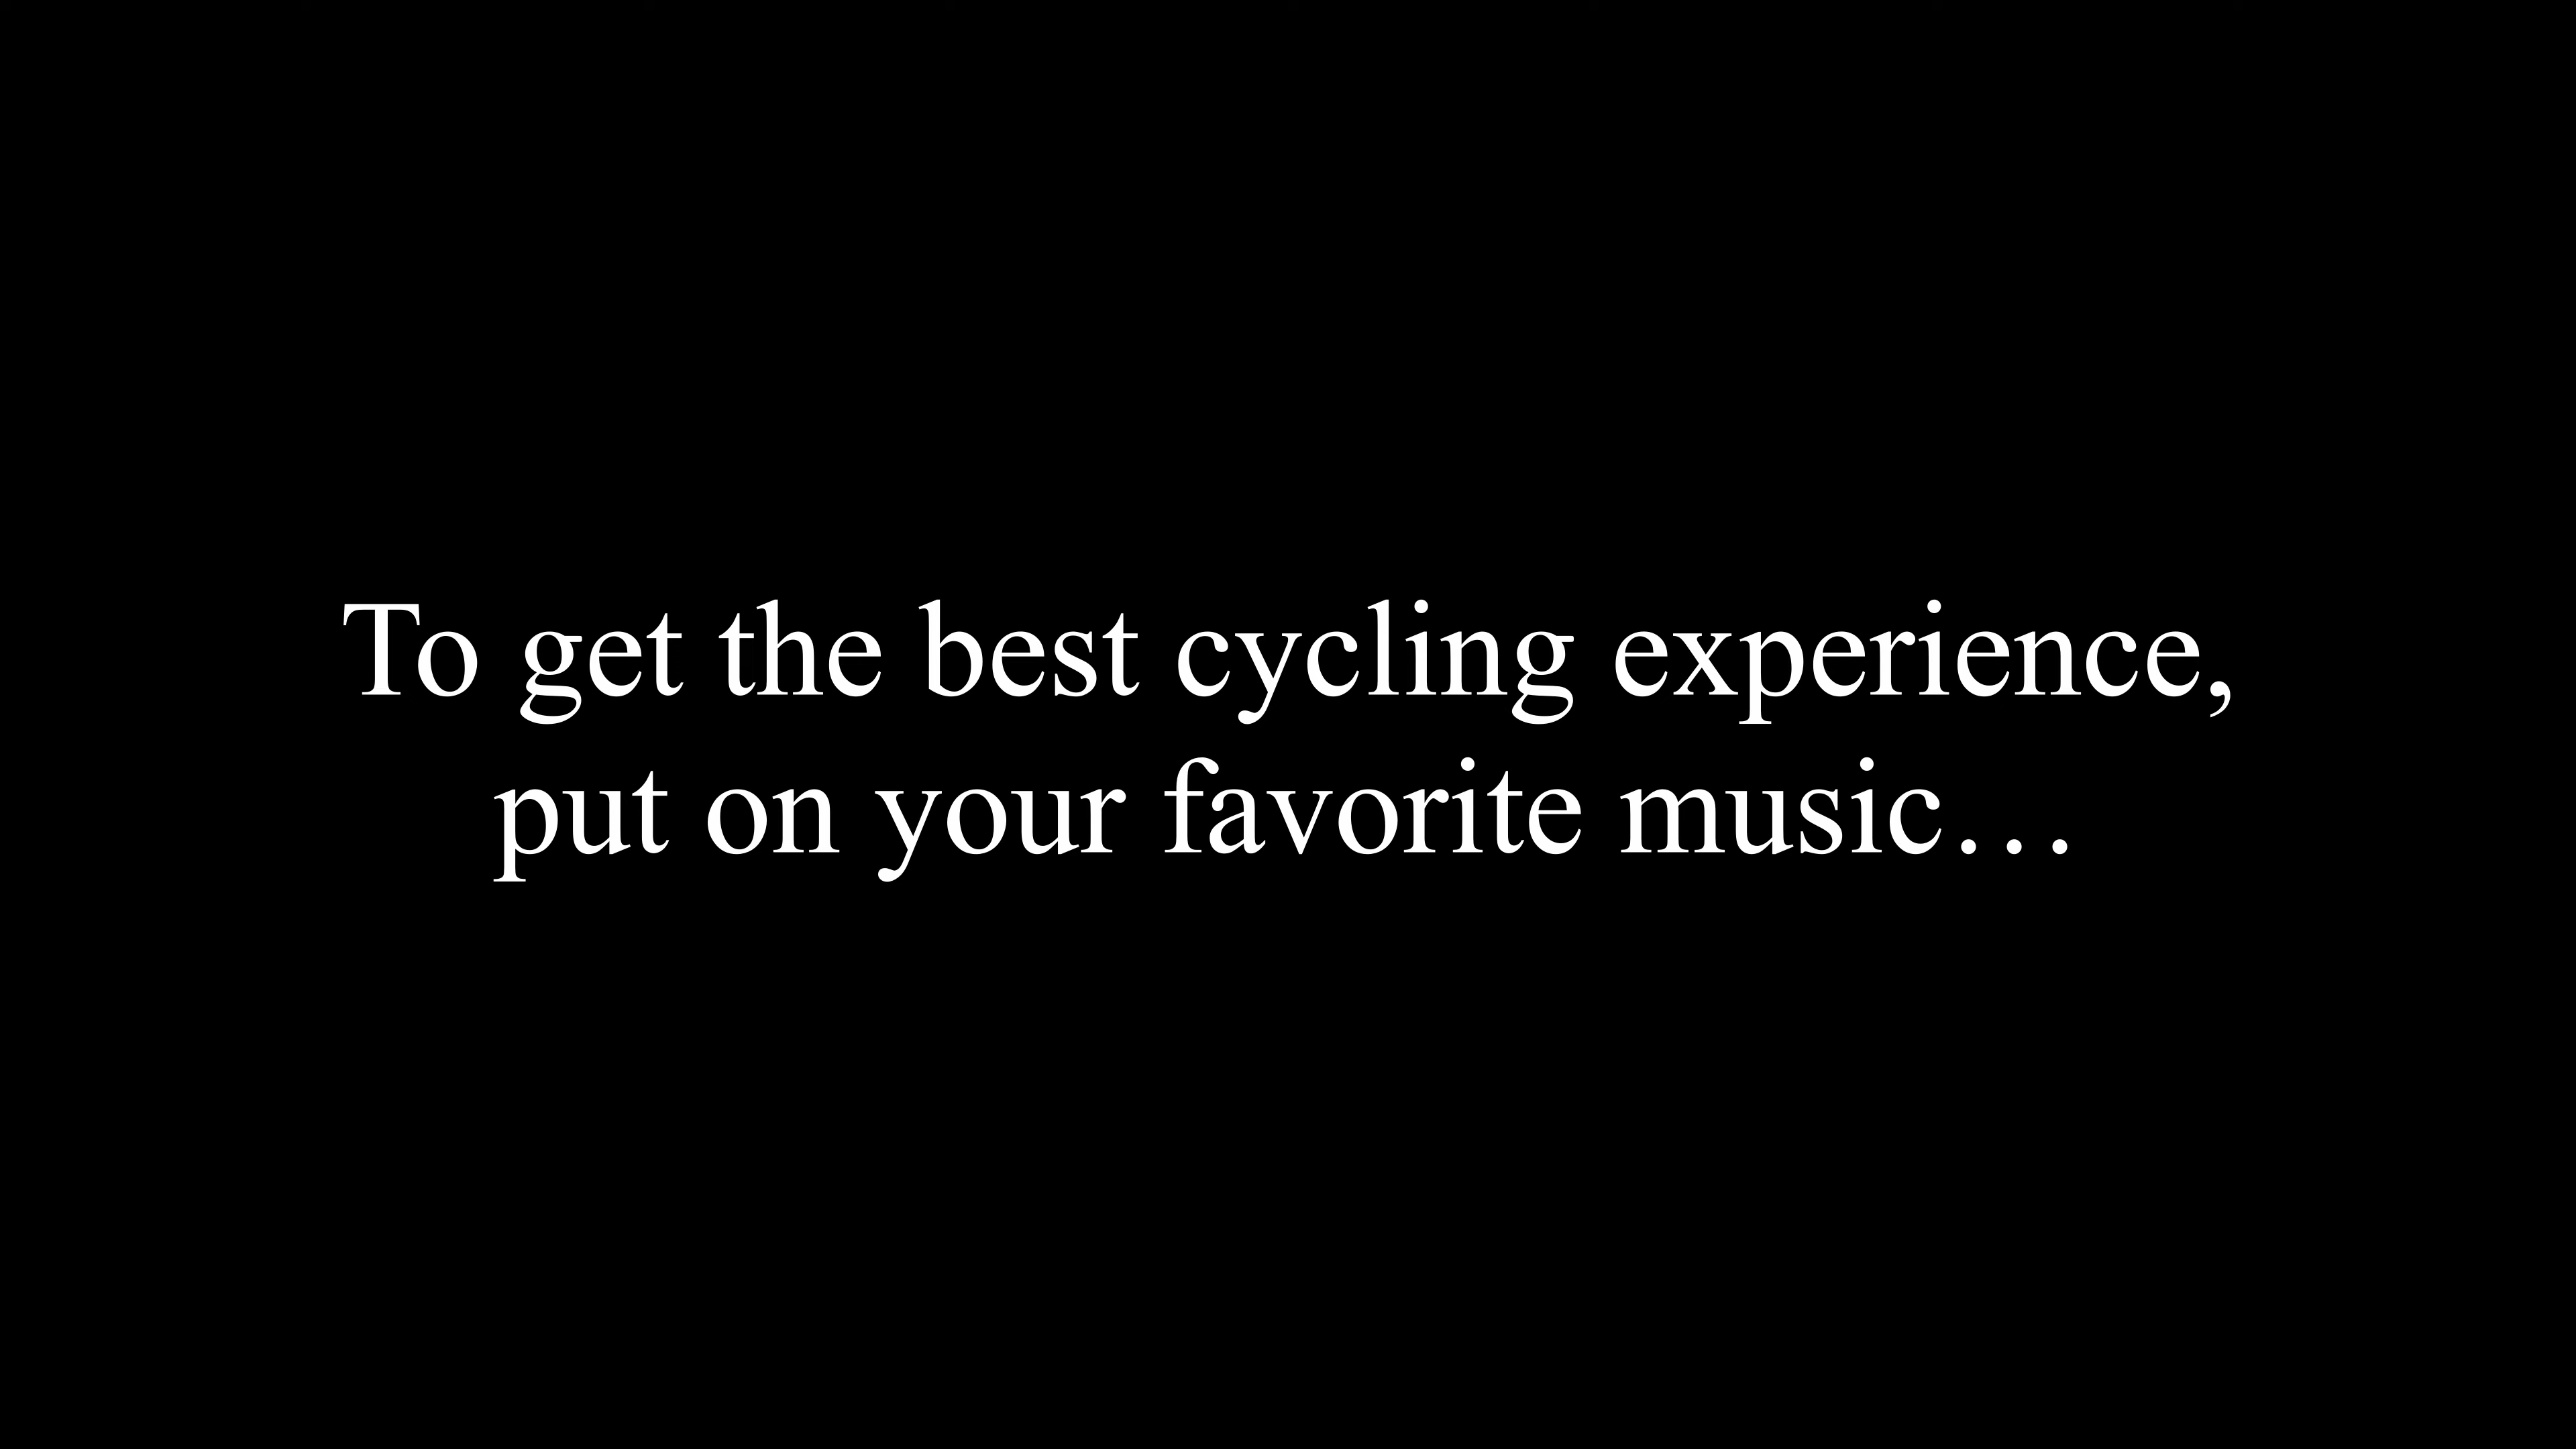 To get the best cycling experience,
put on your favorite music…